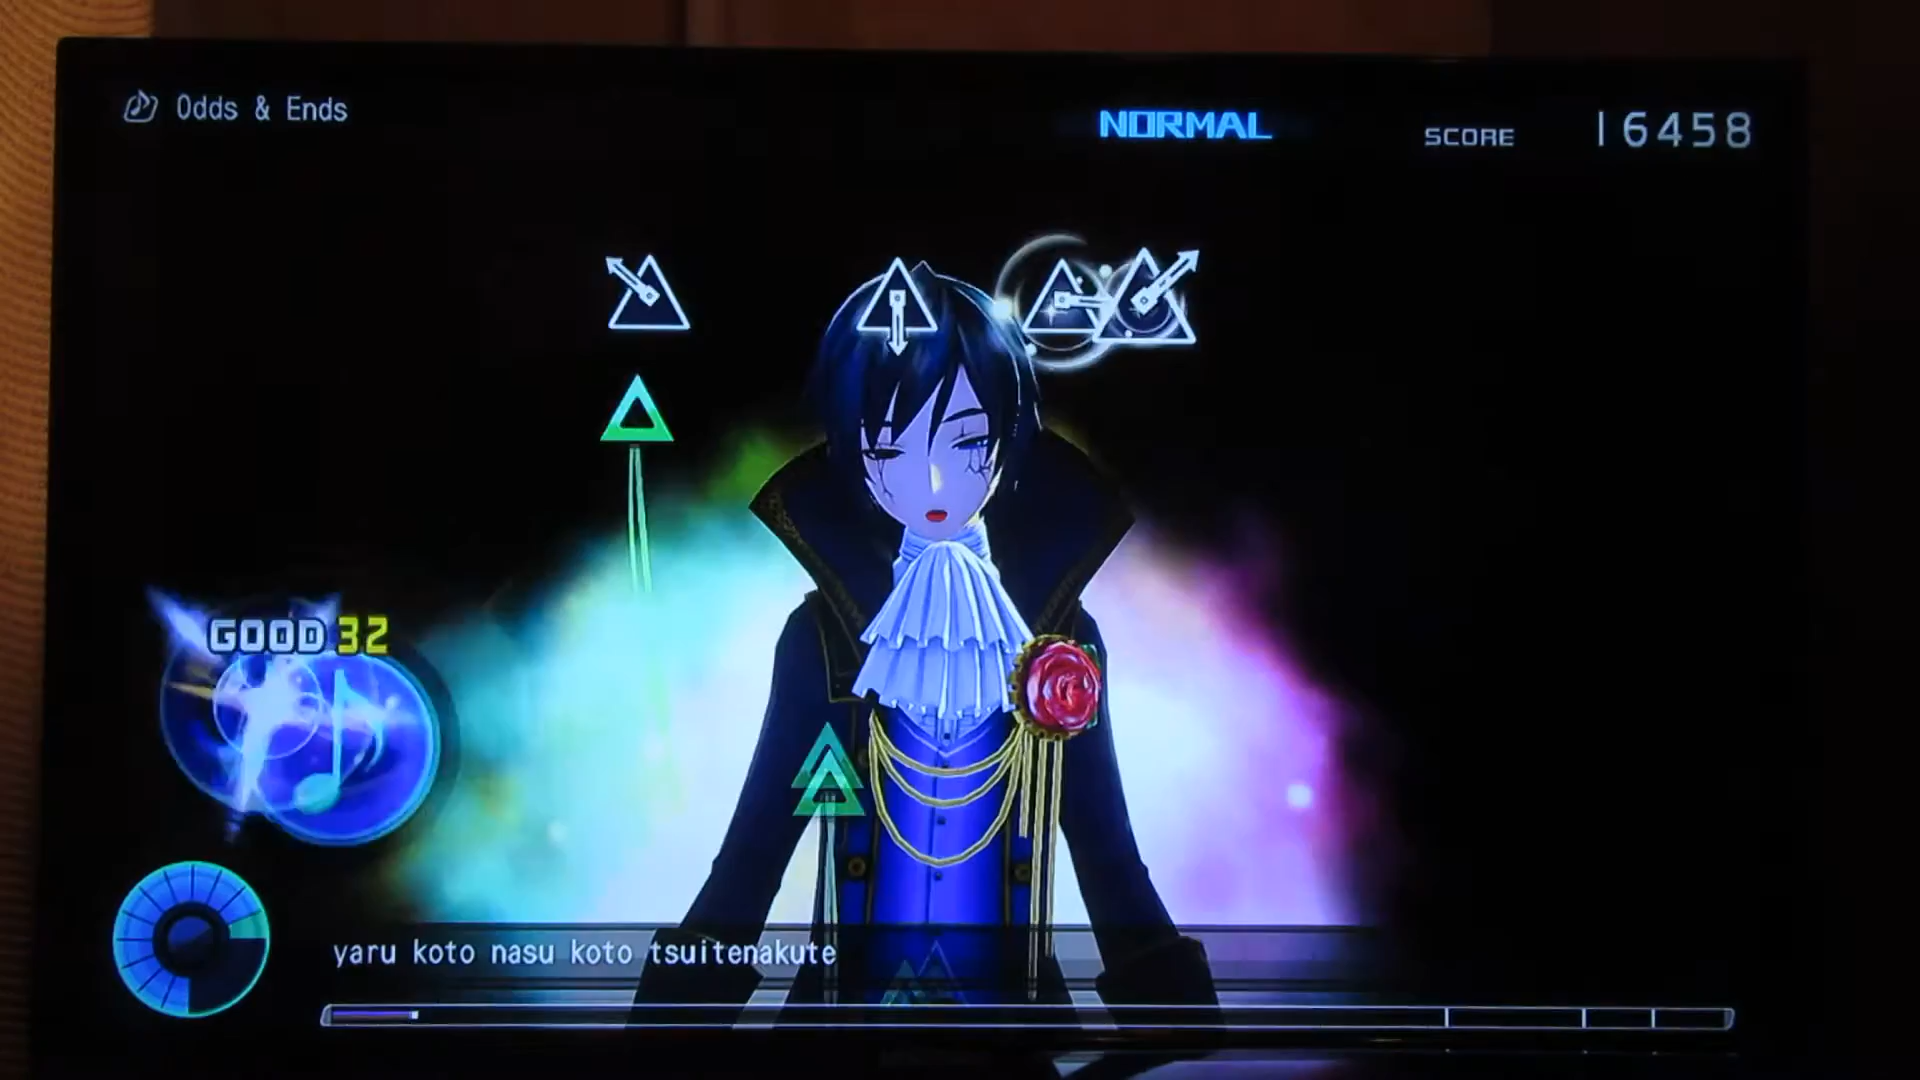 Odds & Ends
NORMAL
SCORE 16458
GOOD 32
yaru koto nasu koto tsuitenakute